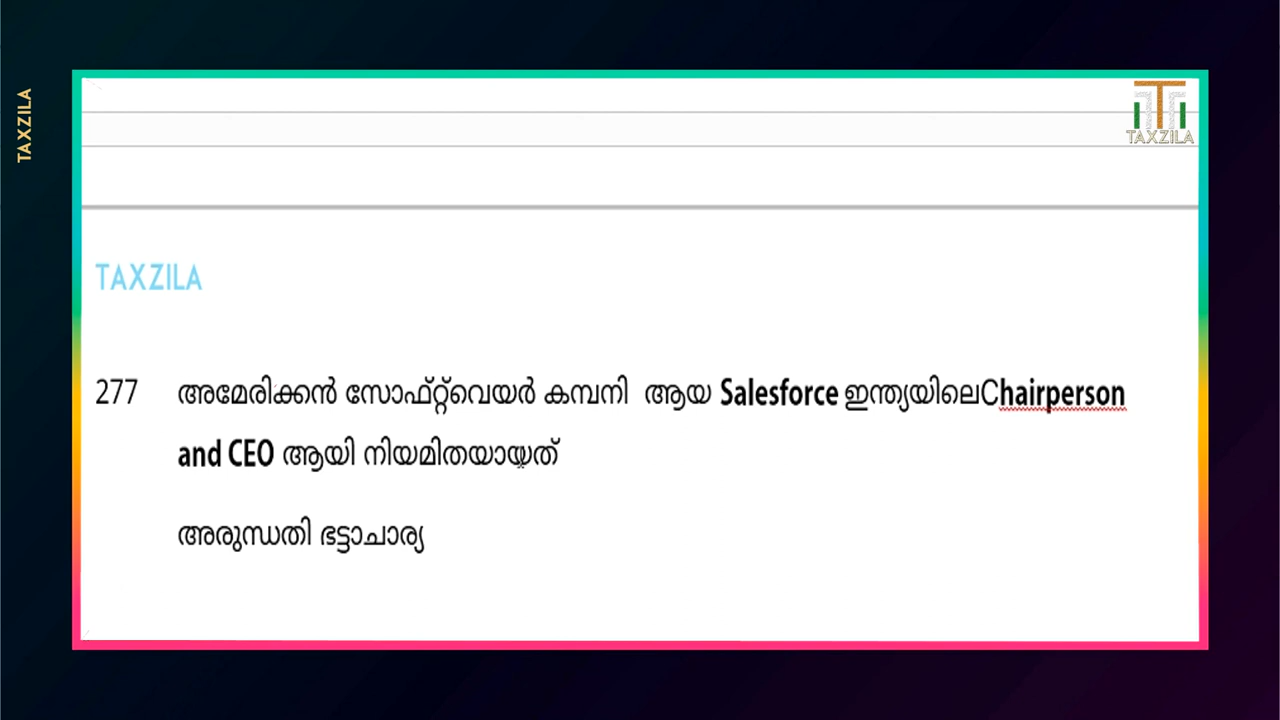 TAXZILA
TAXZILA
TAXZILA
277 അമേരിക്കൻ സോഫ്റ്റ്‌വെയർ കമ്പനി ആയ Salesforce ഇന്ത്യയിലെChairperson
and CEO ആയി നിയമിതയായത്
അരുന്ധതി ഭട്ടാചാര്യ